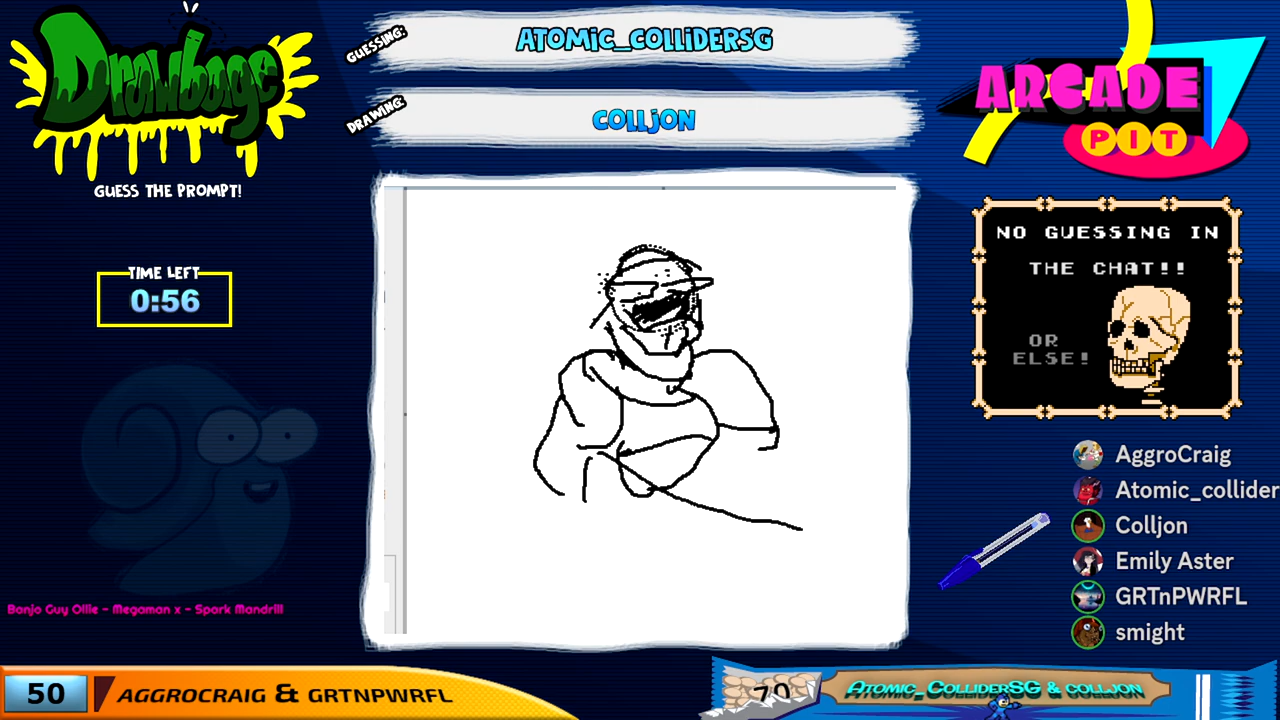 Drawbage
GUESS THE PROMPT!
TIME LEFT
0:56
Banjo Guy Ollie - Megaman x - Spark Mandrill
GUESSING:
ATOMIC_COLLIDERSG
DRAWING:
COLLJON
ARCADE
PIT
NO GUESSING IN
THE CHAT!!
OR
ELSE!
AggroCraig
Atomic_collider
Colljon
Emily Aster
GRTnPWRFL
smight
50
AGGROCRAIG & GRTNPWRFL
70
ATOMIC_COLLIDERSG & COLLJON